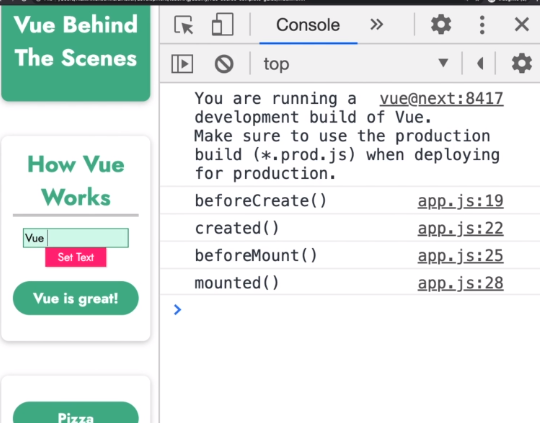 Vue Behind
The Scenes
Console
top
You are running a vue@next:8417
development build of Vue.
Make sure to use the production
build (*.prod.js) when deploying
for production.
beforeCreate() app.js:19
created() app.js:22
beforeMount() app.js:25
mounted() app.js:28
How Vue
Works
Vue
Set Text
Vue is great!
Pizza